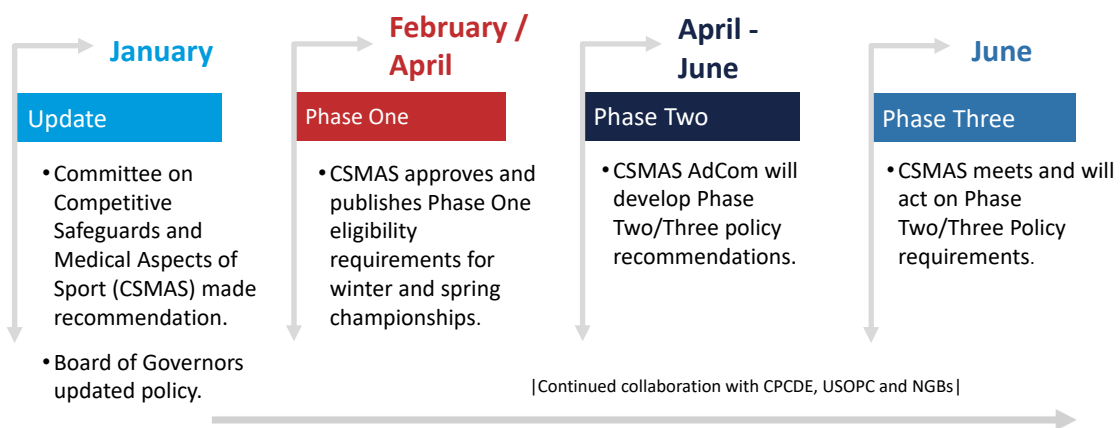 January
Update
• Committee on
Competitive
Safeguards and
Medical Aspects of
Sport (CSMAS) made
recommendation.
• Board of Governors
updated policy.
February /
April
Phase One
• CSMAS approves and
publishes Phase One
eligibility
requirements for
winter and spring
championships.
April -
June
Phase Two
• CSMAS AdCom will
develop Phase
Two/Three policy
recommendations.
June
Phase Three
• CSMAS meets and will
act on Phase
Two/Three Policy
requirements.
|Continued collaboration with CPCDE, USOPC and NGBs|